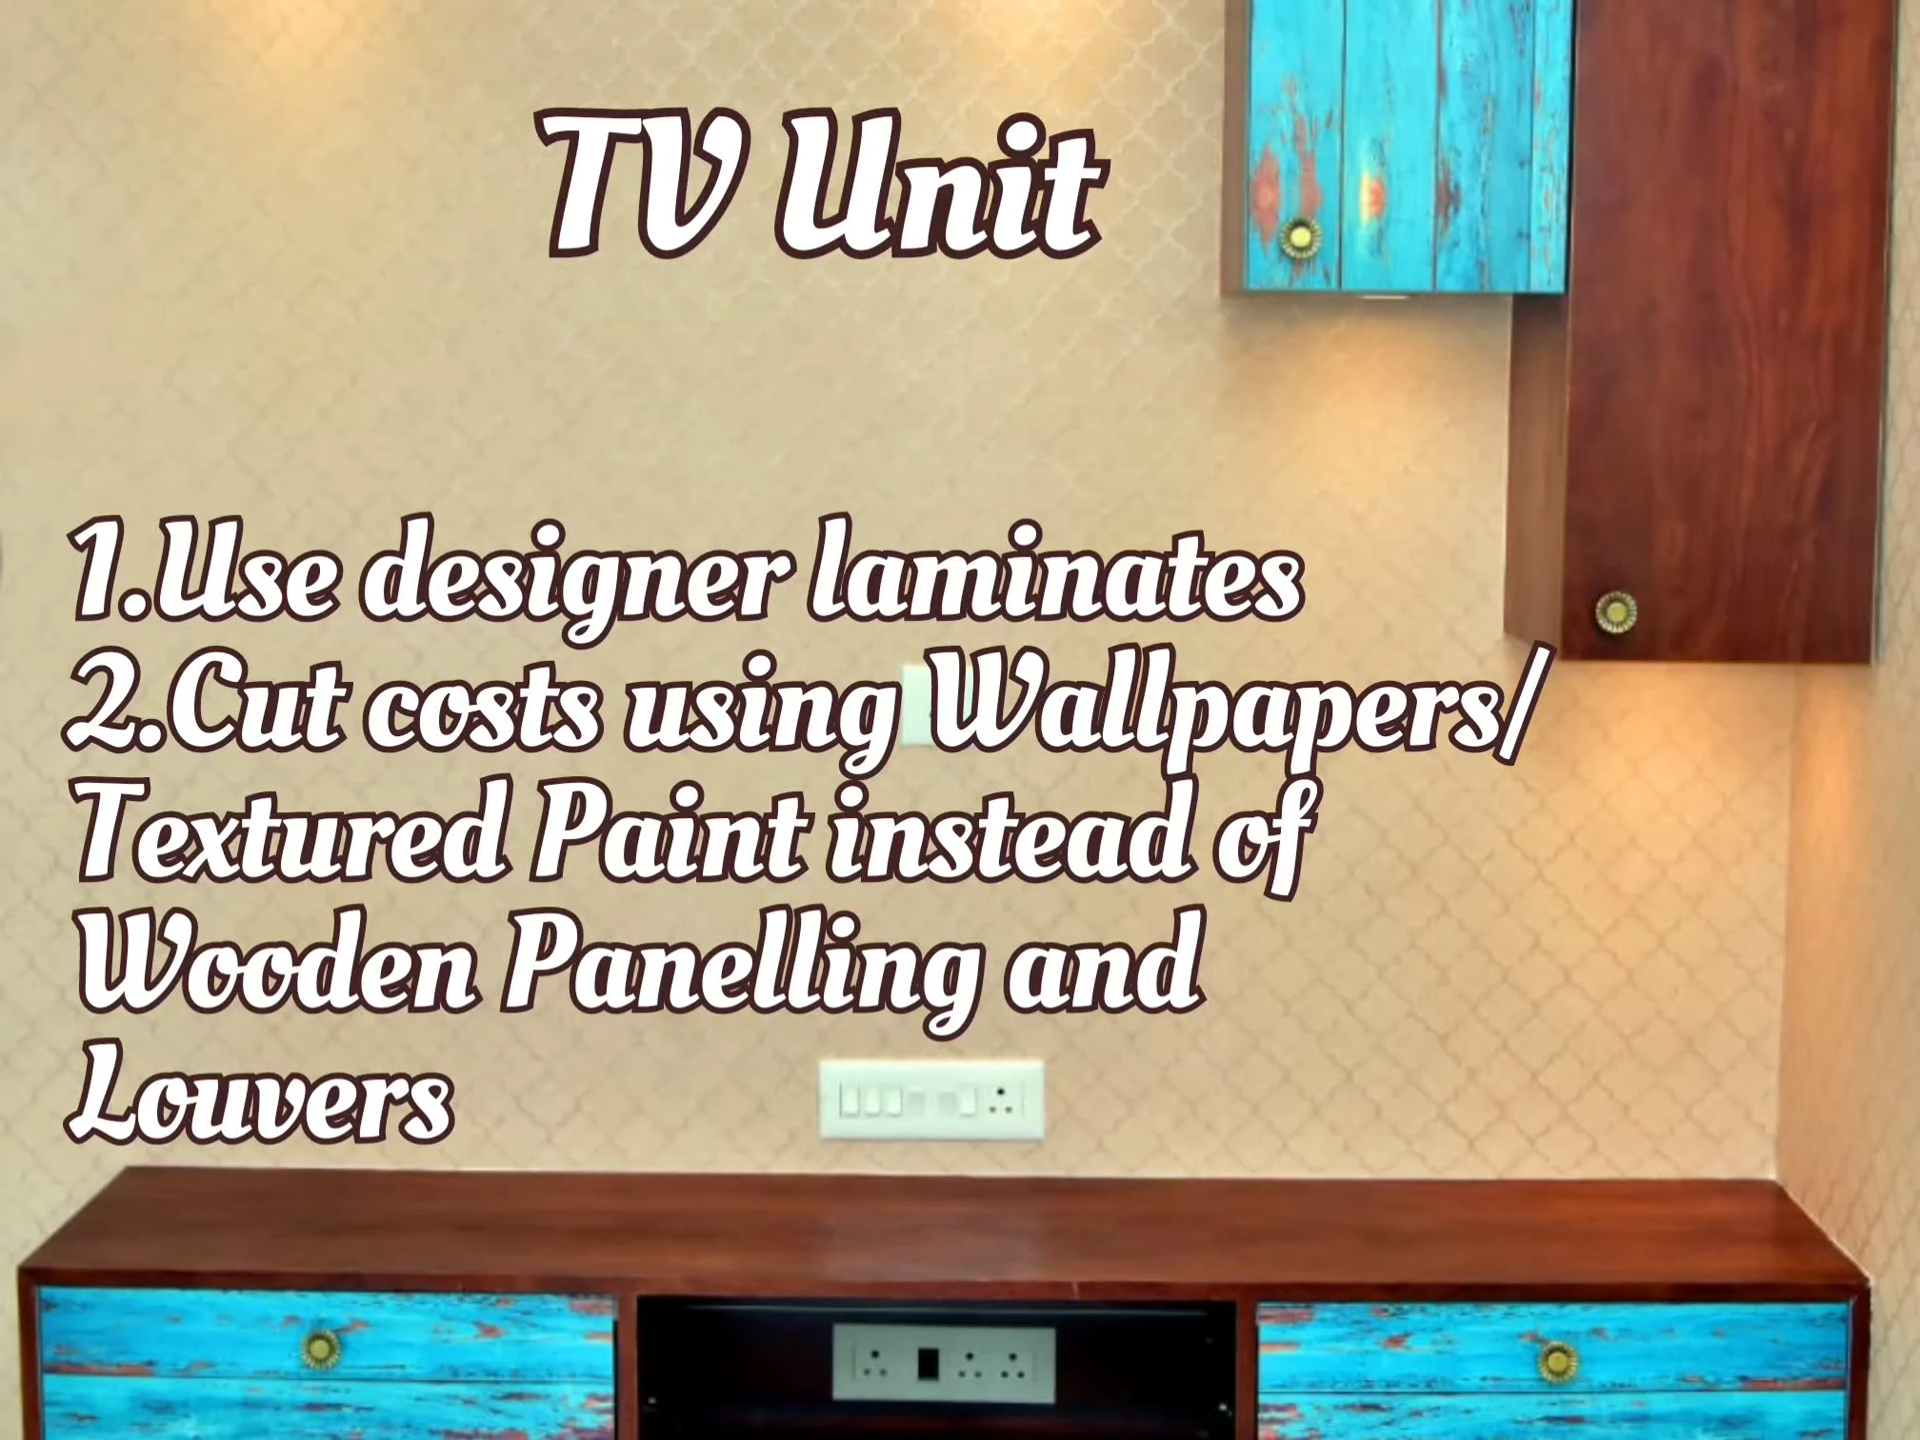 TV Unit
1.Use designer laminates
2.Cut costs using Wallpapers/
Textured Paint instead of
Wooden Panelling and
Louvers